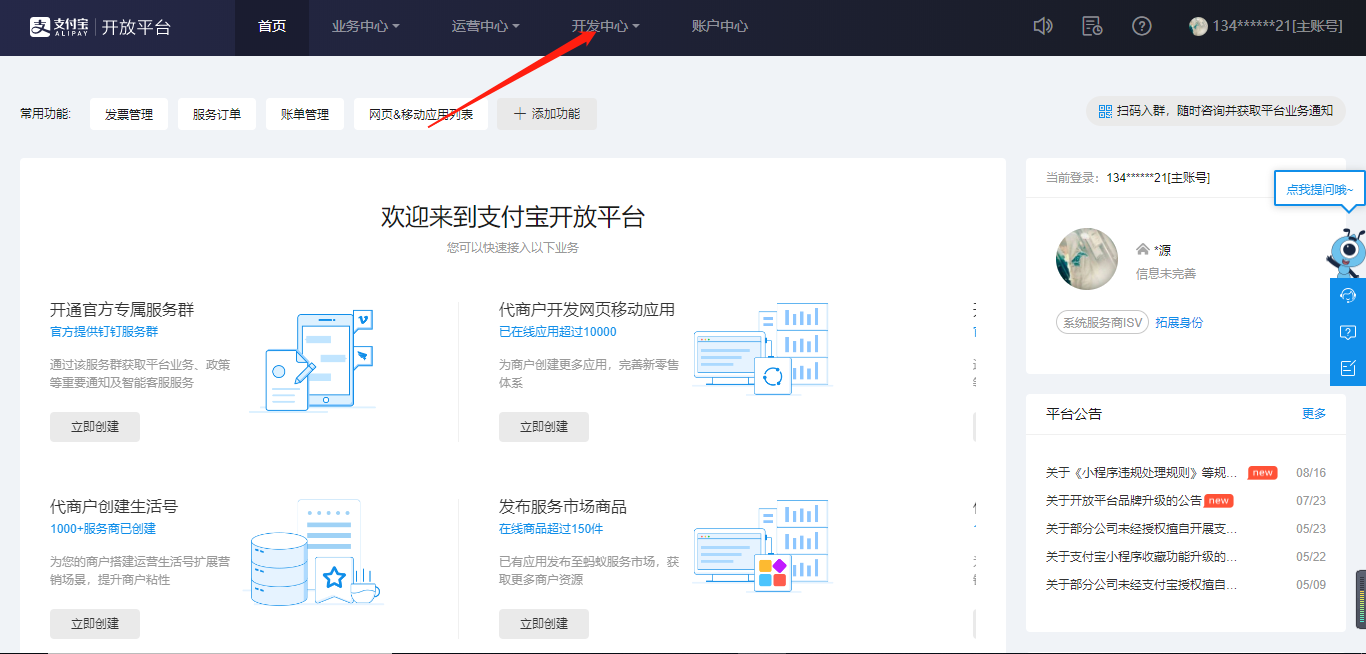 支付宝 ALIPAY 开放平台 首页 业务中心 运营中心 开发中心 账户中心 134******21[主账号]
常用功能: 发票管理 服务订单 账单管理 网页&移动应用列表 添加功能 扫码入群，随时咨询并获取平台业务通知
欢迎来到支付宝开放平台
您可以快速接入以下业务
开通官方专属服务群
官方提供钉钉服务群
通过该服务群获取平台业务、政策
等重要通知及智能客服服务
立即创建
代商户开发网页移动应用
已在线应用超过10000
为商户创建更多应用，完善新零售
体系
立即创建
代商户创建生活号
1000+服务商已创建
为您的商户搭建运营生活号扩展营
销场景，提升商户粘性
立即创建
发布服务市场商品
在线商品超过150件
已有应用发布至蚂蚁服务市场，获
取更多商户资源
立即创建
当前登录: 134******21[主账号]
点我提问哦~
*源
信息未完善
系统服务商ISV 拓展身份
平台公告 更多
关于《小程序违规处理规则》等规... new 08/16
关于开放平台品牌升级的公告 new 07/23
关于部分公司未经授权擅自开展支... 05/23
关于支付宝小程序收藏功能升级的... 05/22
关于部分公司未经支付宝授权擅自... 05/09